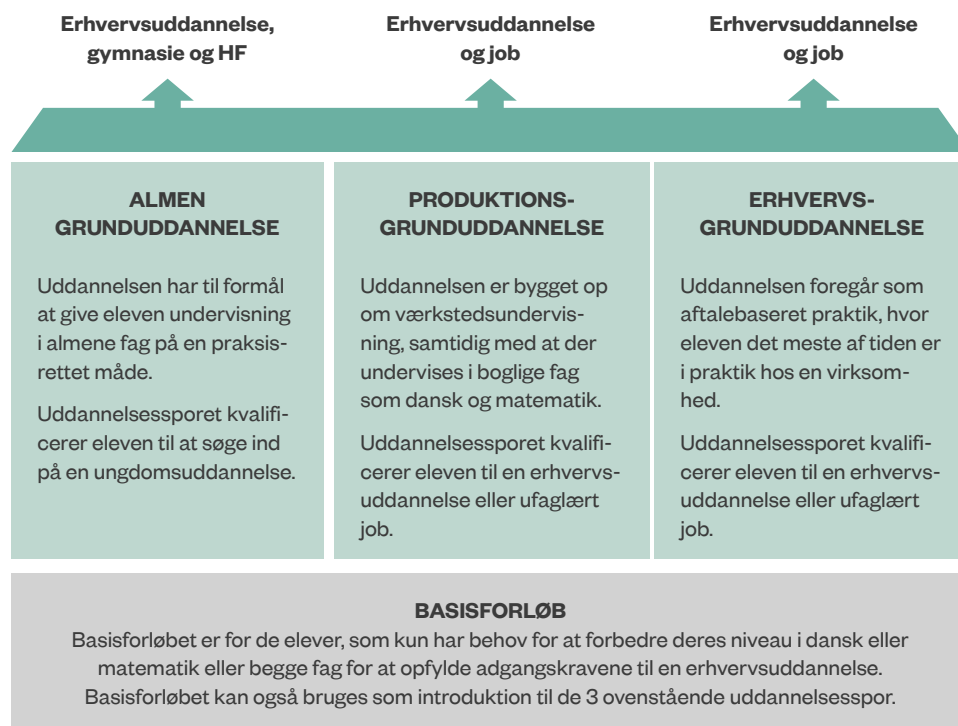 Erhvervsuddannelse,
gymnasie og HF
Erhvervsuddannelse
og job
Erhvervsuddannelse
og job
ALMEN
GRUNDUDDANNELSE
Uddannelsen har til formål
at give eleven undervisning
i almene fag på en praksis-
rettet måde.
Uddannelsessporet kvalifi-
cerer eleven til at søge ind
på en ungdomsuddannelse.
PRODUKTIONS-
GRUNDUDDANNELSE
Uddannelsen er bygget op
om værkstedsundervis-
ning, samtidig med at der
undervises i boglige fag
som dansk og matematik.
Uddannelsessporet kvalifi-
cerer eleven til en erhvervs-
uddannelse eller ufaglært
job.
ERHVERVS-
GRUNDUDDANNELSE
Uddannelsen foregår som
aftalebaseret praktik, hvor
eleven det meste af tiden er
i praktik hos en virksom-
hed.
Uddannelsessporet kvalifi-
cerer eleven til en erhvervs-
uddannelse eller ufaglært
job.
BASISFORLØB
Basisforløbet er for de elever, som kun har behov for at forbedre deres niveau i dansk eller
matematik eller begge fag for at opfylde adgangskravene til en erhvervsuddannelse.
Basisforløbet kan også bruges som introduktion til de 3 ovenstående uddannelsesspor.